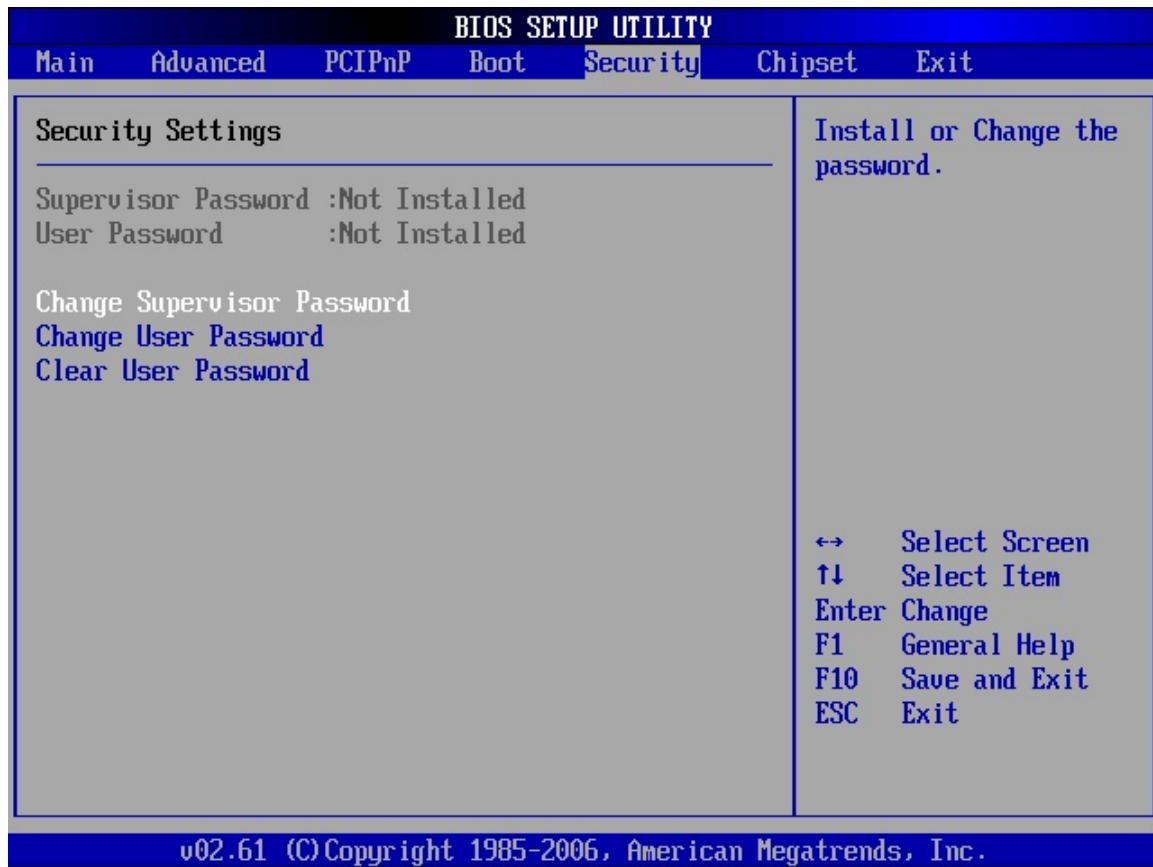 BIOS SETUP UTILITY
Main Advanced PCIPnP Boot Security Chipset Exit
Security Settings
Supervisor Password :Not Installed
User Password :Not Installed
Change Supervisor Password
Change User Password
Clear User Password
Install or Change the
password.
←→ Select Screen
↑↓ Select Item
Enter Change
F1 General Help
F10 Save and Exit
ESC Exit
v02.61 (C)Copyright 1985-2006, American Megatrends, Inc.